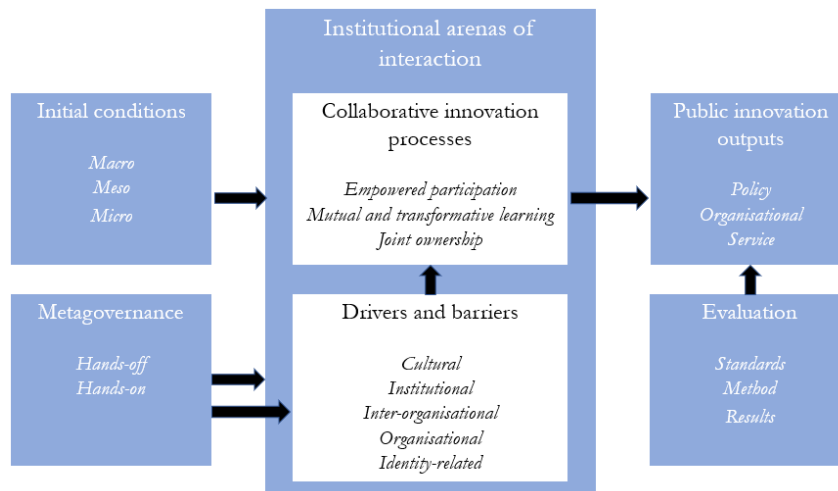 Institutional arenas of
interaction
Initial conditions
Macro
Meso
Micro
Collaborative innovation
processes
Empowered participation
Mutual and transformative learning
Joint ownership
Public innovation
outputs
Policy
Organisational
Service
Metagovernance
Hands-off
Hands-on
Drivers and barriers
Cultural
Institutional
Inter-organisational
Organisational
Identity-related
Evaluation
Standards
Method
Results